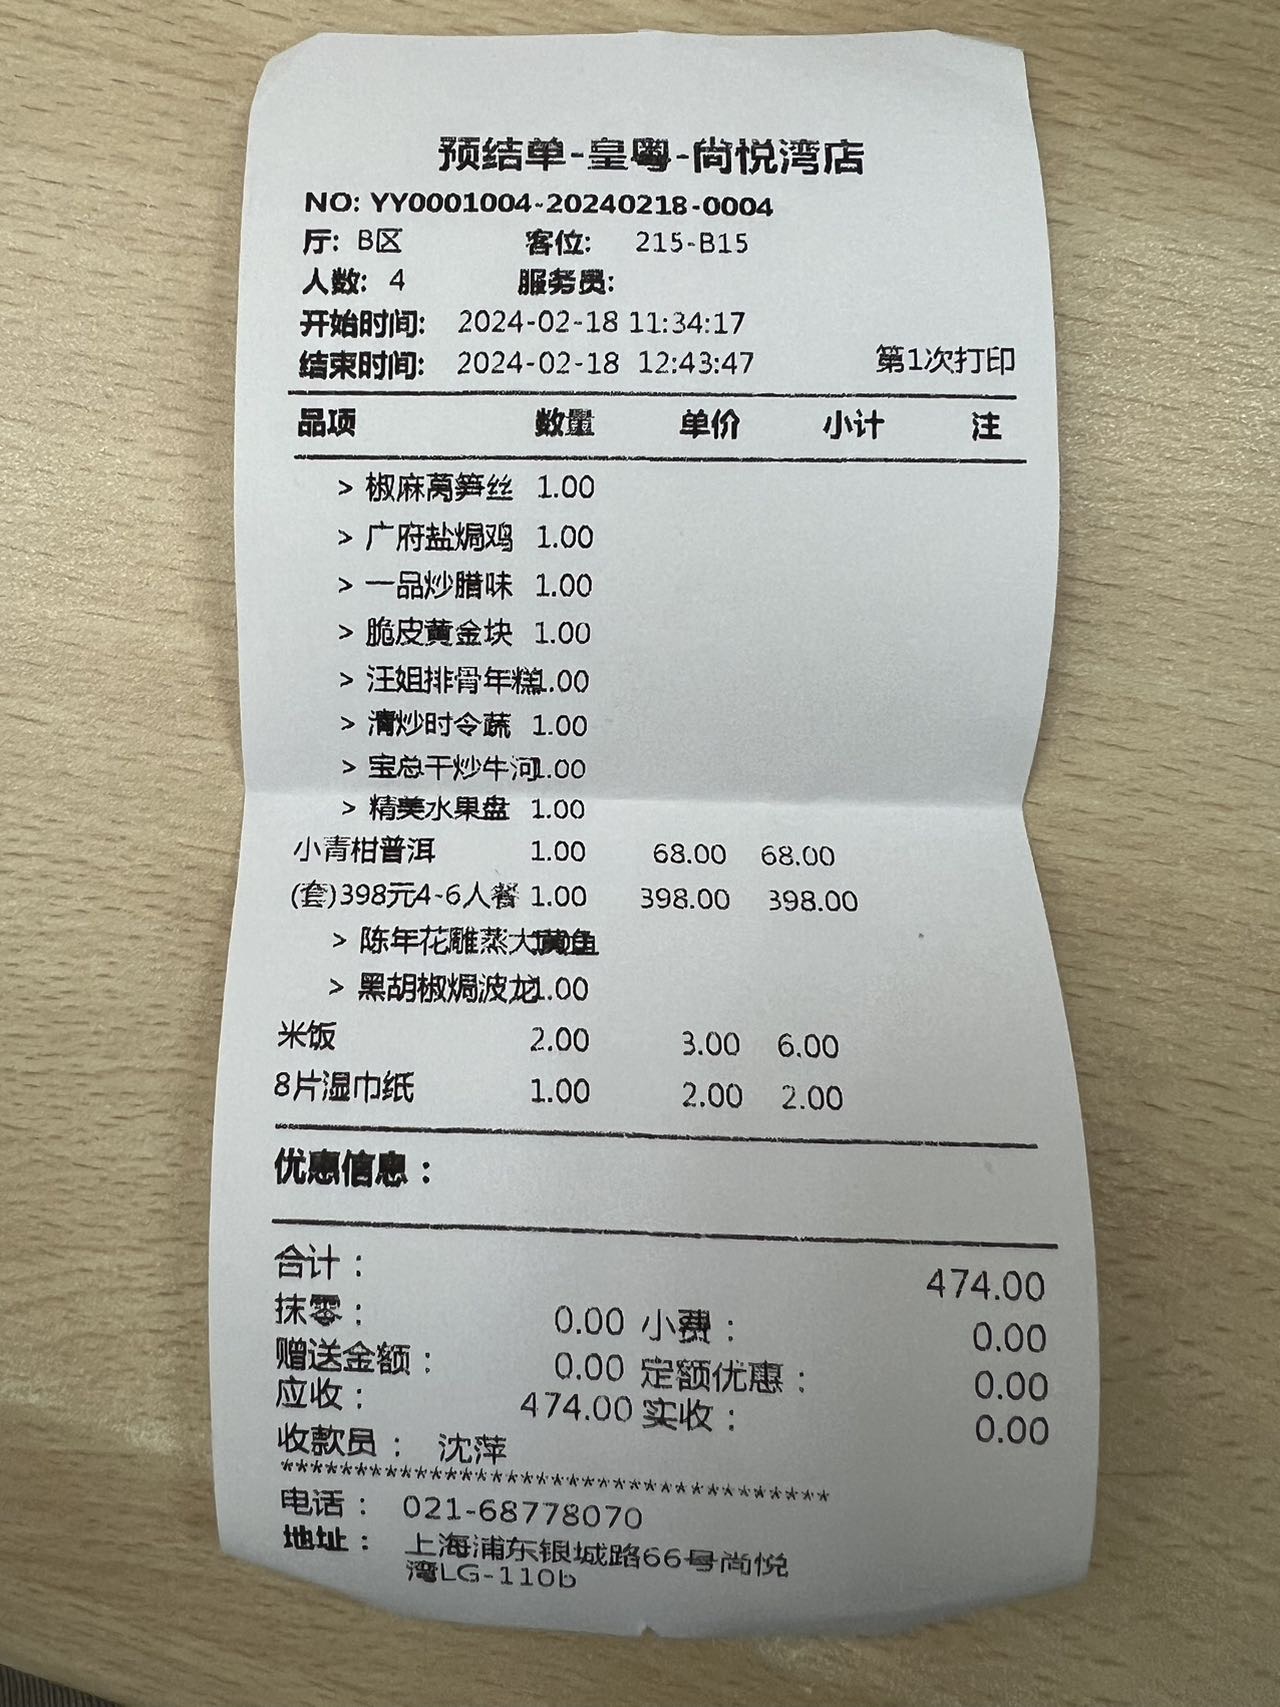 预结单-皇粤-尚悦湾店
NO: YY0001004-20240218-0004
厅: B区 客位: 215-B15
人数: 4 服务员:
开始时间: 2024-02-18 11:34:17
结束时间: 2024-02-18 12:43:47 第1次打印
品项 数量 单价 小计 注
> 椒麻莴笋丝 1.00
> 广府盐焗鸡 1.00
> 一品炒腊味 1.00
> 脆皮黄金块 1.00
> 汪姐排骨年糕1.00
> 清炒时令蔬 1.00
> 宝总干炒牛河1.00
> 精美水果盘 1.00
小青柑普洱 1.00 68.00 68.00
(套)398元4-6人餐 1.00 398.00 398.00
> 陈年花雕蒸大黄鱼
> 黑胡椒焗波龙1.00
米饭 2.00 3.00 6.00
8片湿巾纸 1.00 2.00 2.00
优惠信息：
合计： 474.00
抹零： 0.00 小费： 0.00
赠送金额： 0.00 定额优惠： 0.00
应收： 474.00 实收： 0.00
收款员： 沈萍
*************************************
电话： 021-68778070
地址： 上海浦东银城路66号尚悦
湾LG-110b